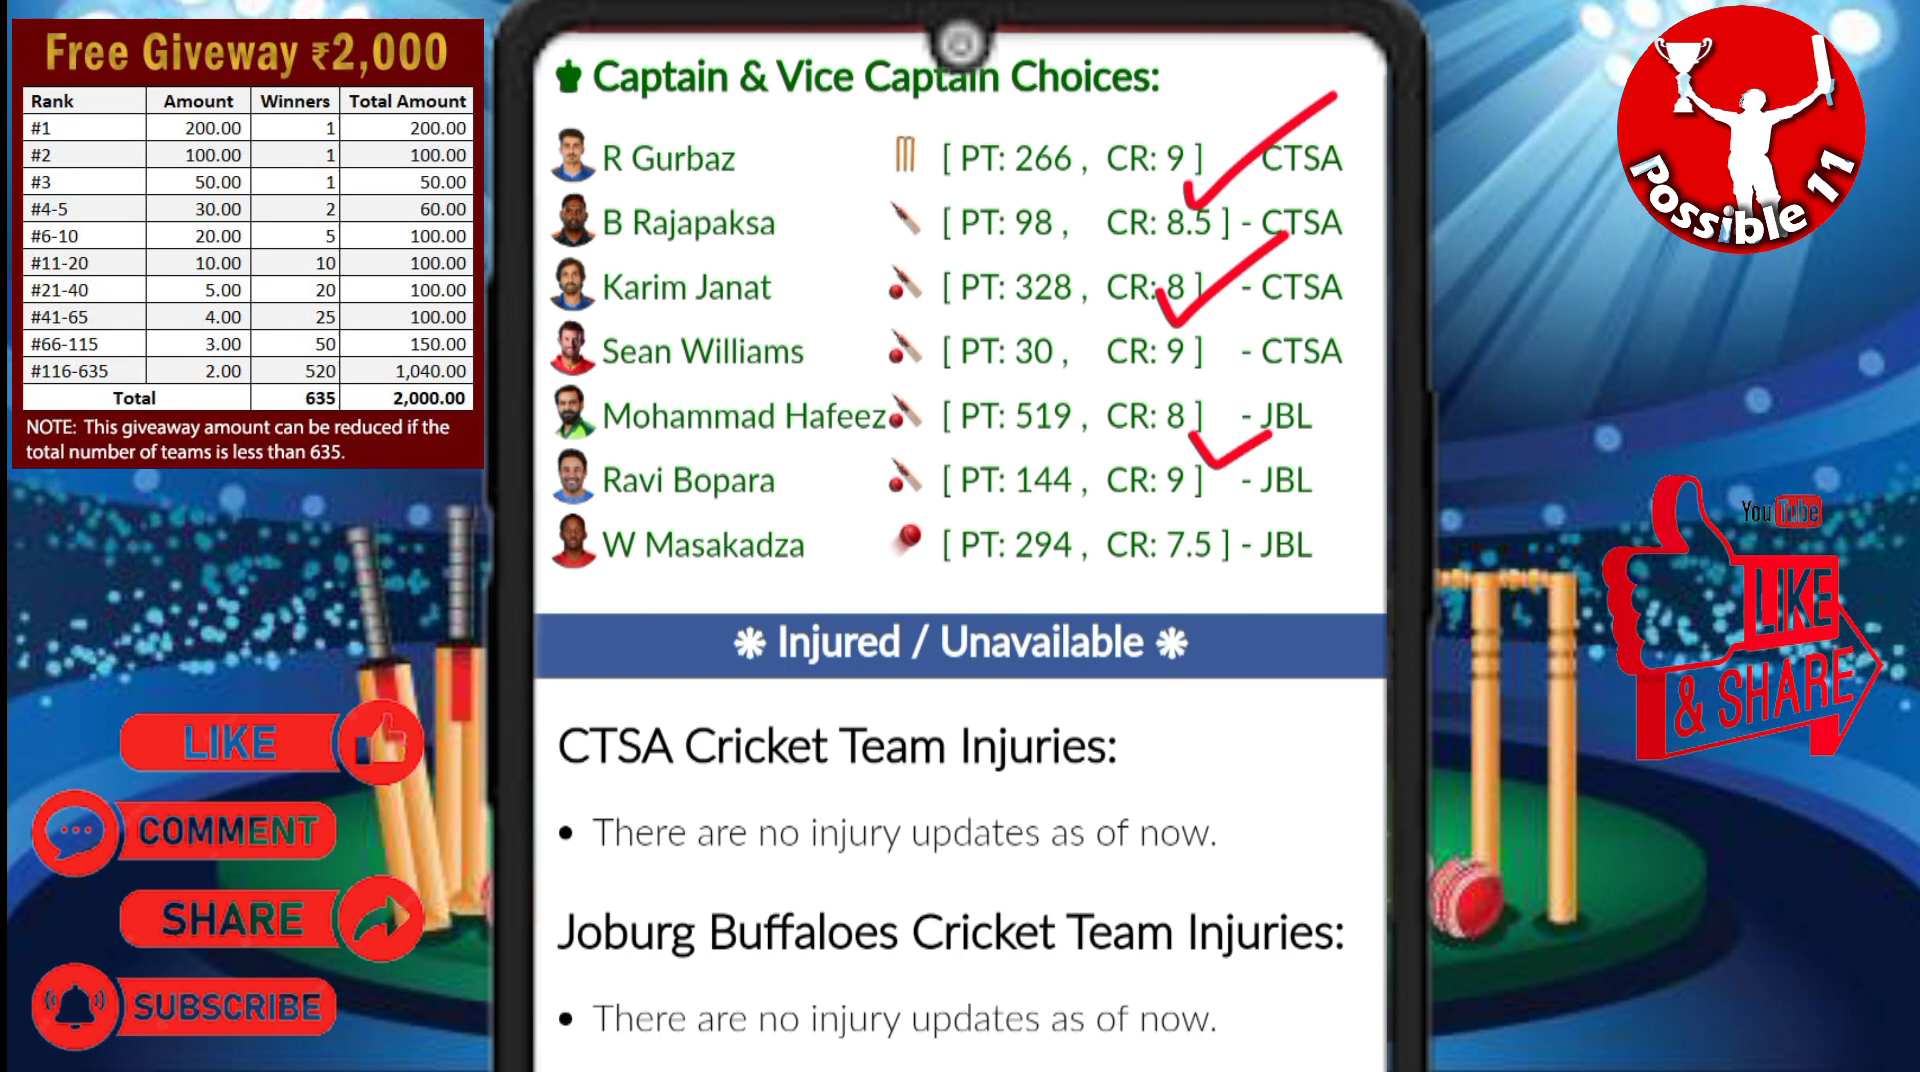 Free Giveway ₹2,000
Rank Amount Winners Total Amount
#1 200.00 1 200.00
#2 100.00 1 100.00
#3 50.00 1 50.00
#4-5 30.00 2 60.00
#6-10 20.00 5 100.00
#11-20 10.00 10 100.00
#21-40 5.00 20 100.00
#41-65 4.00 25 100.00
#66-115 3.00 50 150.00
#116-635 2.00 520 1,040.00
Total 635 2,000.00
NOTE: This giveaway amount can be reduced if the
total number of teams is less than 635.
LIKE
COMMENT
SHARE
SUBSCRIBE
Captain & Vice Captain Choices:
R Gurbaz [ PT: 266 , CR: 9 ] CTSA
B Rajapaksa [ PT: 98 , CR: 8.5 ] - CTSA
Karim Janat [ PT: 328 , CR: 8 ] - CTSA
Sean Williams [ PT: 30 , CR: 9 ] - CTSA
Mohammad Hafeez [ PT: 519 , CR: 8 ] - JBL
Ravi Bopara [ PT: 144 , CR: 9 ] - JBL
W Masakadza [ PT: 294 , CR: 7.5 ] - JBL
Injured / Unavailable
CTSA Cricket Team Injuries:
• There are no injury updates as of now.
Joburg Buffaloes Cricket Team Injuries:
• There are no injury updates as of now.
Possible 11
YouTube
LIKE
& SHARE